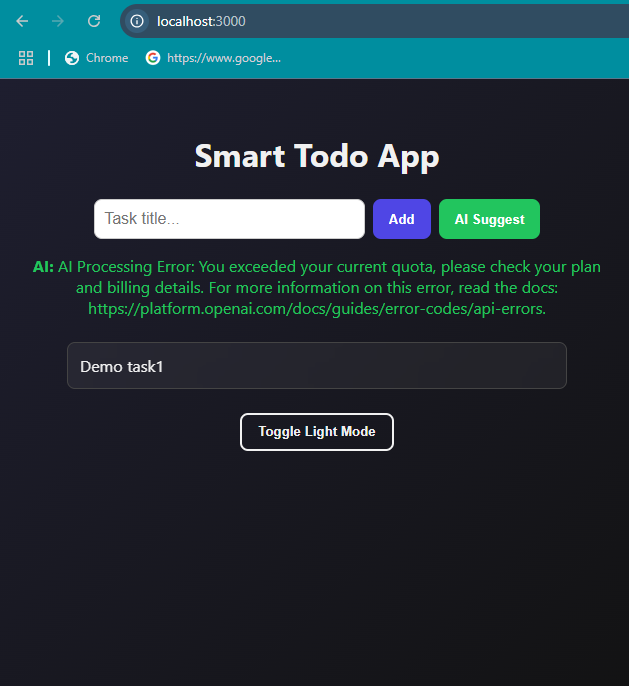 localhost:3000
Chrome
https://www.google...
Smart Todo App
Task title...
Add
AI Suggest
AI: AI Processing Error: You exceeded your current quota, please check your plan
and billing details. For more information on this error, read the docs:
https://platform.openai.com/docs/guides/error-codes/api-errors.
Demo task1
Toggle Light Mode